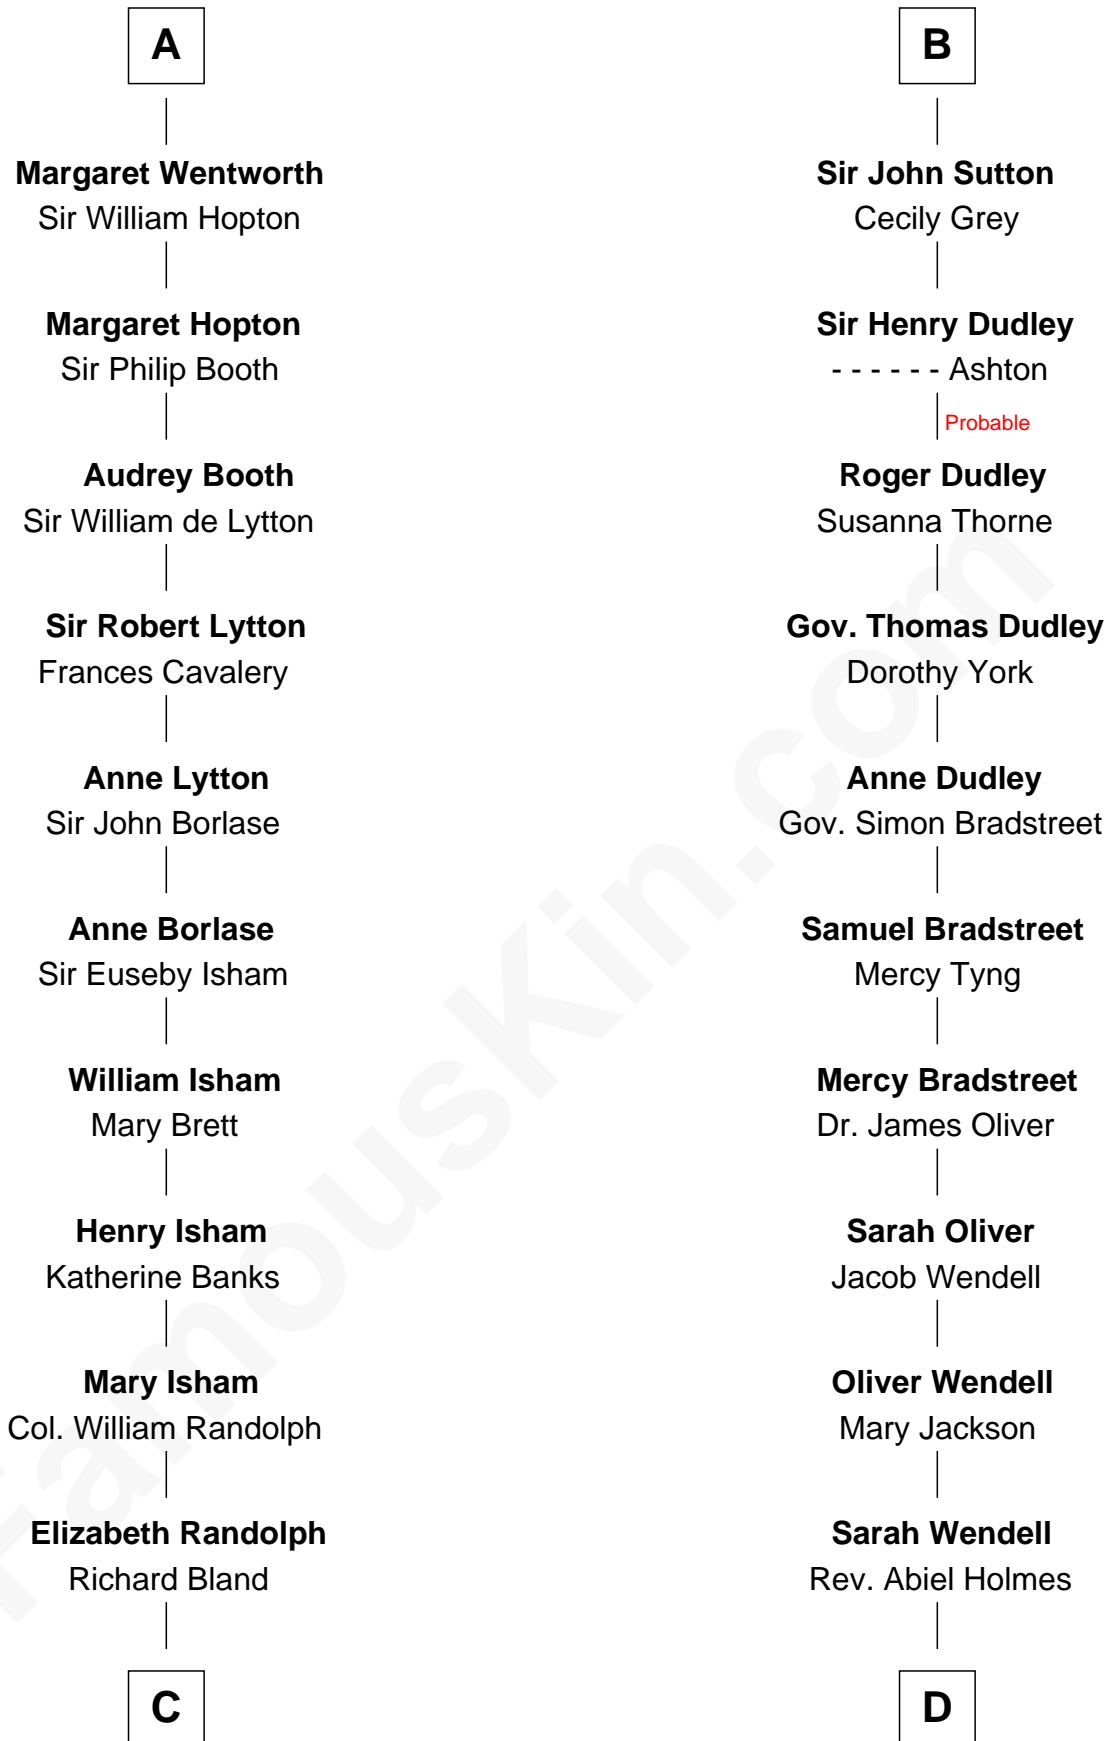 A
Margaret Wentworth
Sir William Hopton
Margaret Hopton
Sir Philip Booth
Audrey Booth
Sir William de Lytton
Sir Robert Lytton
Frances Cavalery
Anne Lytton
Sir John Borlase
Anne Borlase
Sir Euseby Isham
William Isham
Mary Brett
Henry Isham
Katherine Banks
Mary Isham
Col. William Randolph
Elizabeth Randolph
Richard Bland
C
B
Sir John Sutton
Cecily Grey
Sir Henry Dudley
- - - - - - Ashton
Probable
Roger Dudley
Susanna Thorne
Gov. Thomas Dudley
Dorothy York
Anne Dudley
Gov. Simon Bradstreet
Samuel Bradstreet
Mercy Tyng
Mercy Bradstreet
Dr. James Oliver
Sarah Oliver
Jacob Wendell
Oliver Wendell
Mary Jackson
Sarah Wendell
Rev. Abiel Holmes
D
FamousKin.com